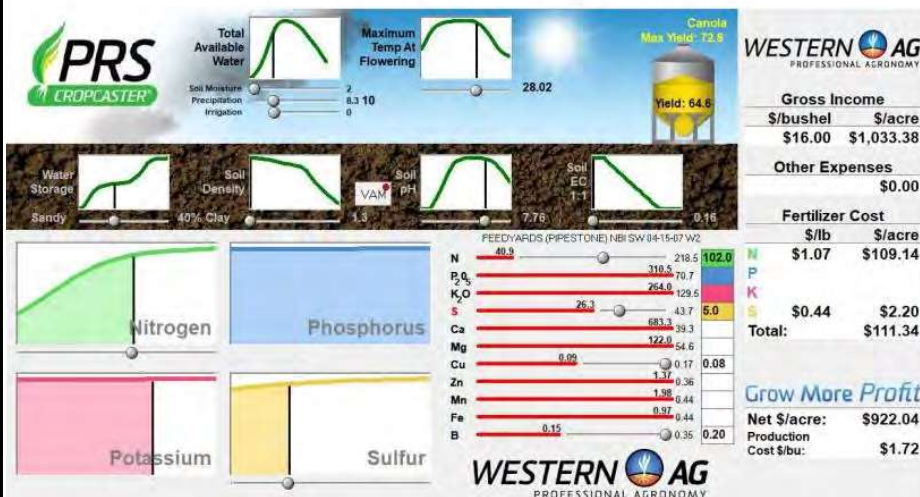 PRS
CROPCASTER
Total
Available
Water
Soil Moisture 2
Precipitation 8.3 10
Irrigation 0
Maximum
Temp At
Flowering
28.02
Canola
Max Yield: 72.5
Yield: 64.6
WESTERN AG
PROFESSIONAL AGRONOMY
Gross Income
$/bushel $/acre
$16.00 $1,033.38
Other Expenses
$0.00
Fertilizer Cost
$/lb $/acre
N $1.07 $109.14
P
K
S $0.44 $2.20
Total: $111.34
Grow More Profit
Net $/acre: $922.04
Production
Cost $/bu: $1.72
Water
Storage
Sandy 40% Clay
Soil
Density
1.3
VAM
Soil
pH
7.76
Soil
EC
1:1
0.16
Nitrogen
Phosphorus
Potassium
Sulfur
FEEDYARDS (PIPESTONE) NBI SW 04-15-07 W2
N 40.9 218.5 102.0
P2O5 310.5 70.7
K2O 264.0 129.5
S 26.3 43.7 5.0
Ca 683.3 39.3
Mg 122.0 54.6
Cu 0.09 0.17 0.08
Zn 1.37 0.36
Mn 1.98 0.44
Fe 0.97 0.44
B 0.15 0.35 0.20
WESTERN AG
PROFESSIONAL AGRONOMY